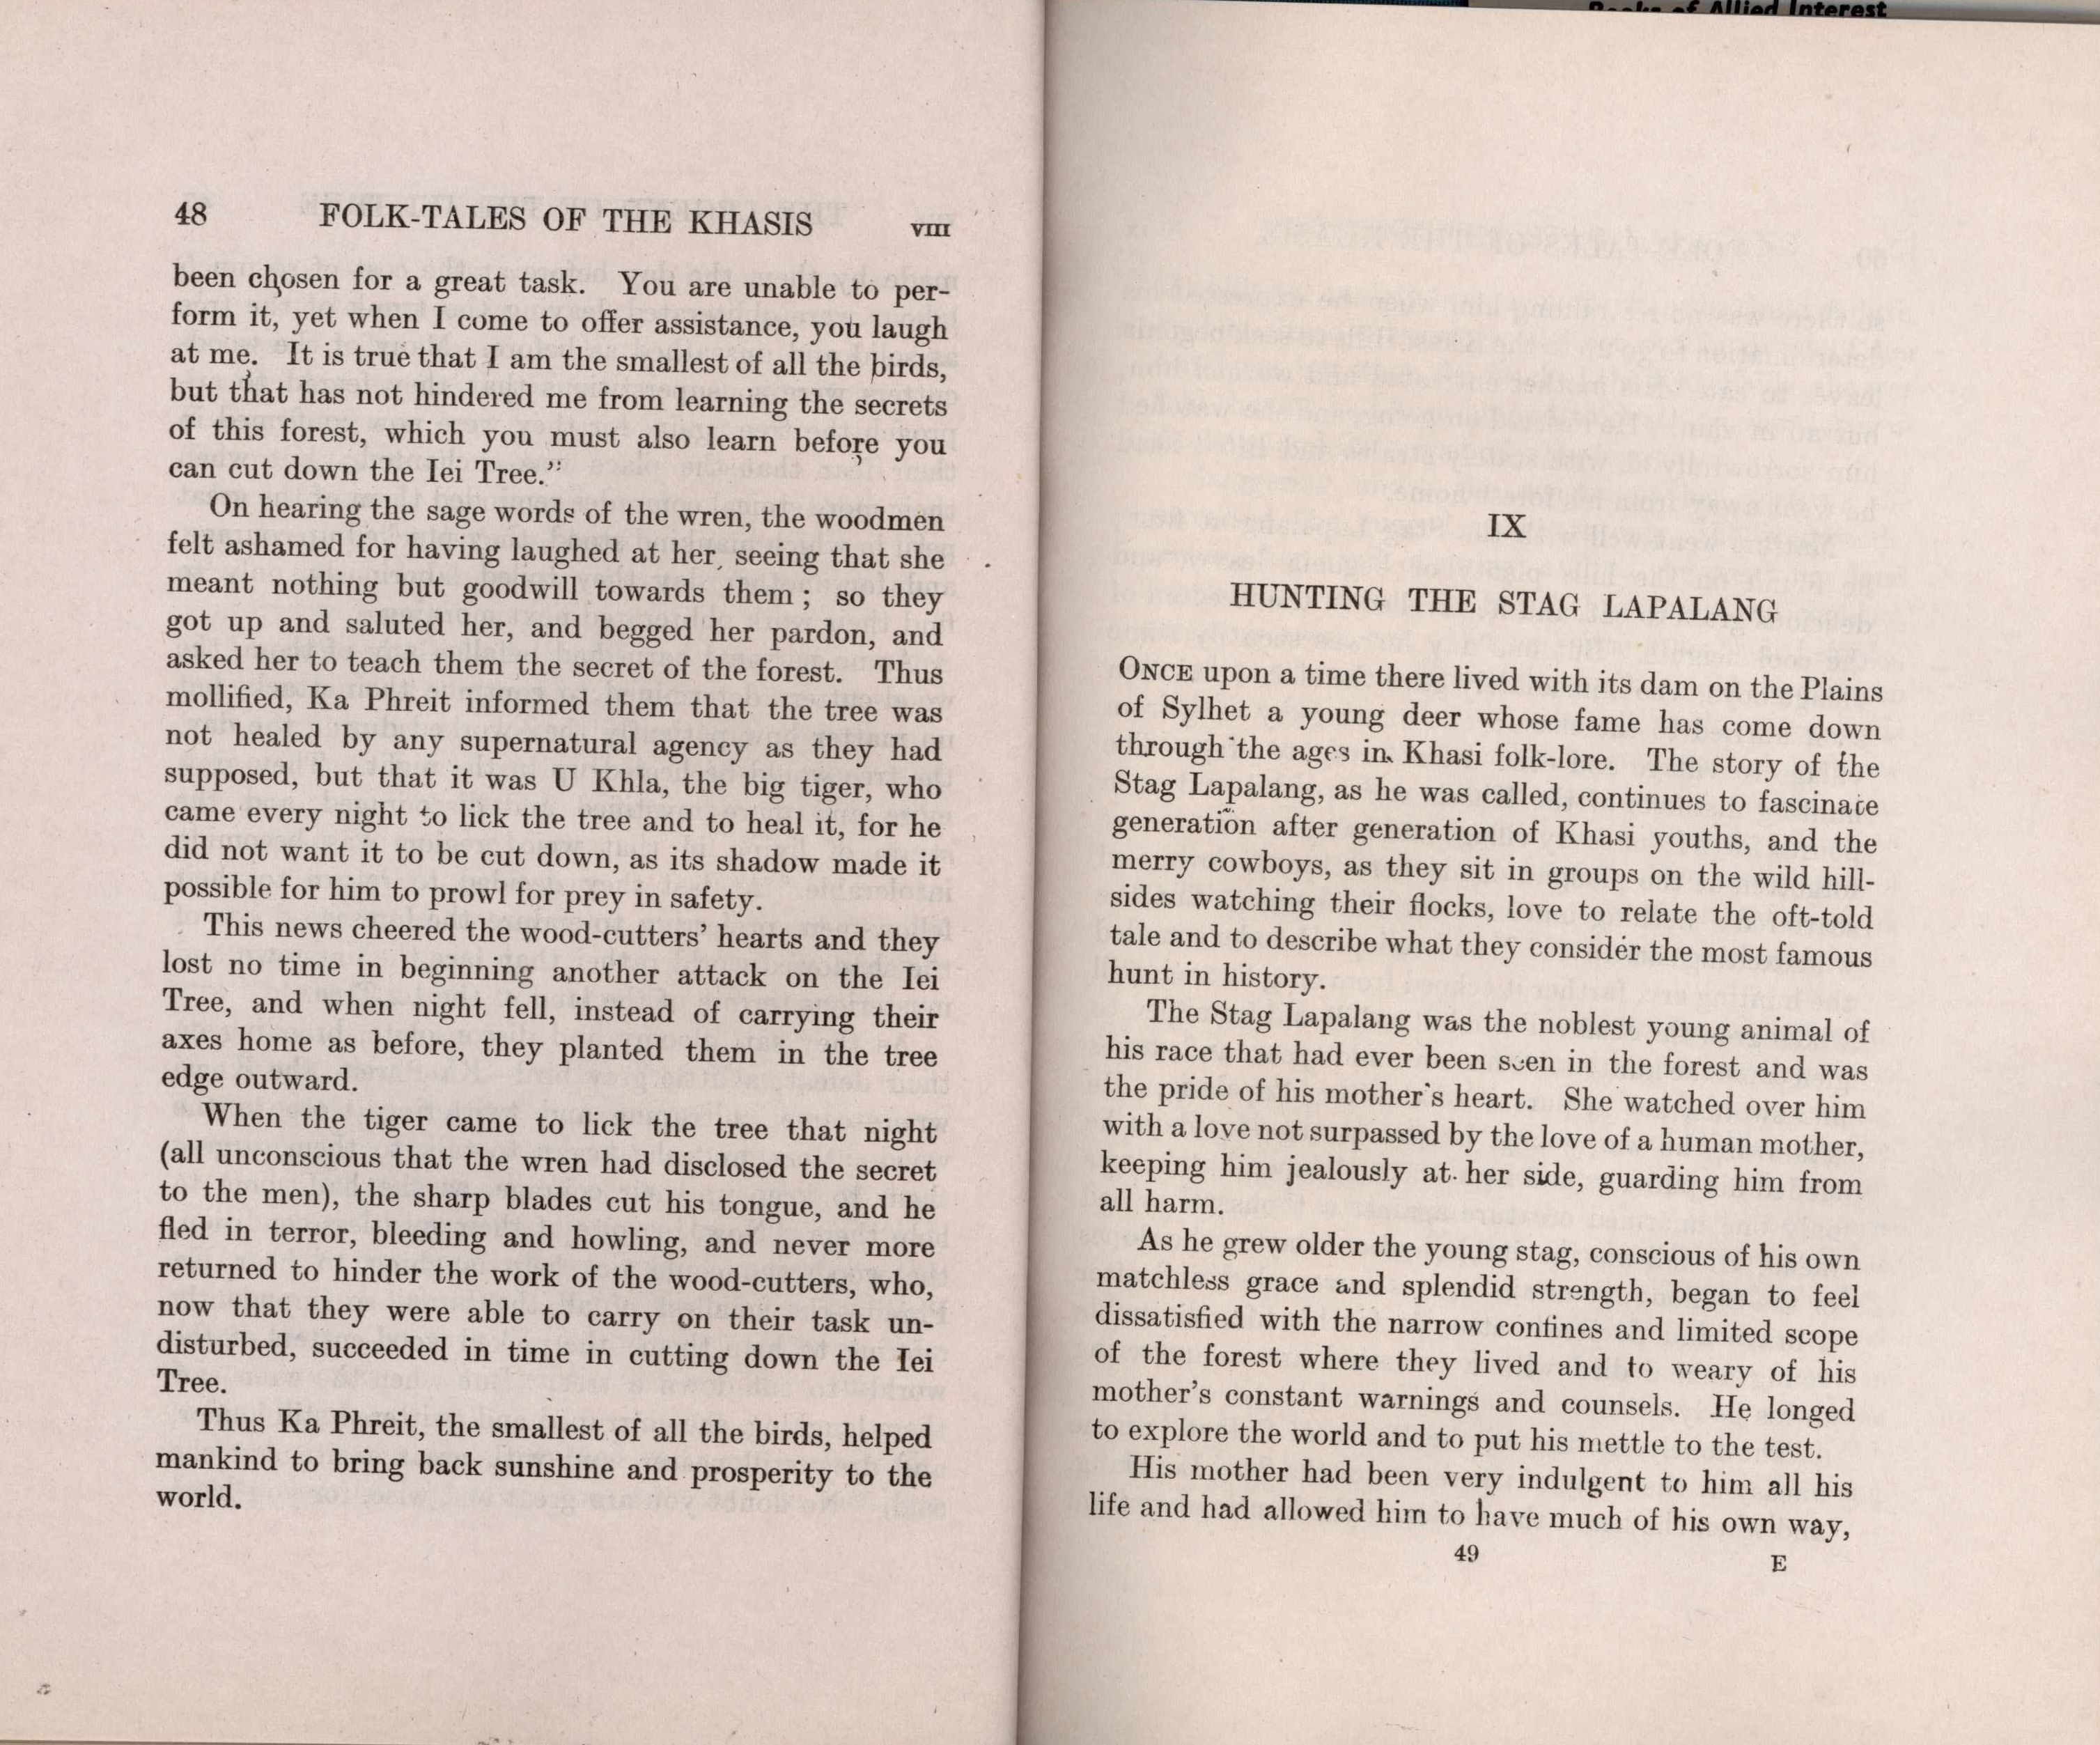 Books of Allied Interest
48 FOLK-TALES OF THE KHASIS VIII
been chosen for a great task. You are unable to per-
form it, yet when I come to offer assistance, you laugh
at me. It is true that I am the smallest of all the birds,
but that has not hindered me from learning the secrets
of this forest, which you must also learn before you
can cut down the Iei Tree."
On hearing the sage words of the wren, the woodmen
felt ashamed for having laughed at her, seeing that she
meant nothing but goodwill towards them ; so they
got up and saluted her, and begged her pardon, and
asked her to teach them the secret of the forest. Thus
mollified, Ka Phreit informed them that the tree was
not healed by any supernatural agency as they had
supposed, but that it was U Khla, the big tiger, who
came every night to lick the tree and to heal it, for he
did not want it to be cut down, as its shadow made it
possible for him to prowl for prey in safety.
This news cheered the wood-cutters' hearts and they
lost no time in beginning another attack on the Iei
Tree, and when night fell, instead of carrying their
axes home as before, they planted them in the tree
edge outward.
When the tiger came to lick the tree that night
(all unconscious that the wren had disclosed the secret
to the men), the sharp blades cut his tongue, and he
fled in terror, bleeding and howling, and never more
returned to hinder the work of the wood-cutters, who,
now that they were able to carry on their task un-
disturbed, succeeded in time in cutting down the Iei
Tree.
Thus Ka Phreit, the smallest of all the birds, helped
mankind to bring back sunshine and prosperity to the
world.
IX
HUNTING THE STAG LAPALANG
ONCE upon a time there lived with its dam on the Plains
of Sylhet a young deer whose fame has come down
through the ages in Khasi folk-lore. The story of the
Stag Lapalang, as he was called, continues to fascinate
generation after generation of Khasi youths, and the
merry cowboys, as they sit in groups on the wild hill-
sides watching their flocks, love to relate the oft-told
tale and to describe what they consider the most famous
hunt in history.
The Stag Lapalang was the noblest young animal of
his race that had ever been seen in the forest and was
the pride of his mother's heart. She watched over him
with a love not surpassed by the love of a human mother,
keeping him jealously at her side, guarding him from
all harm.
As he grew older the young stag, conscious of his own
matchless grace and splendid strength, began to feel
dissatisfied with the narrow confines and limited scope
of the forest where they lived and to weary of his
mother's constant warnings and counsels. He longed
to explore the world and to put his mettle to the test.
His mother had been very indulgent to him all his
life and had allowed him to have much of his own way,
49 E